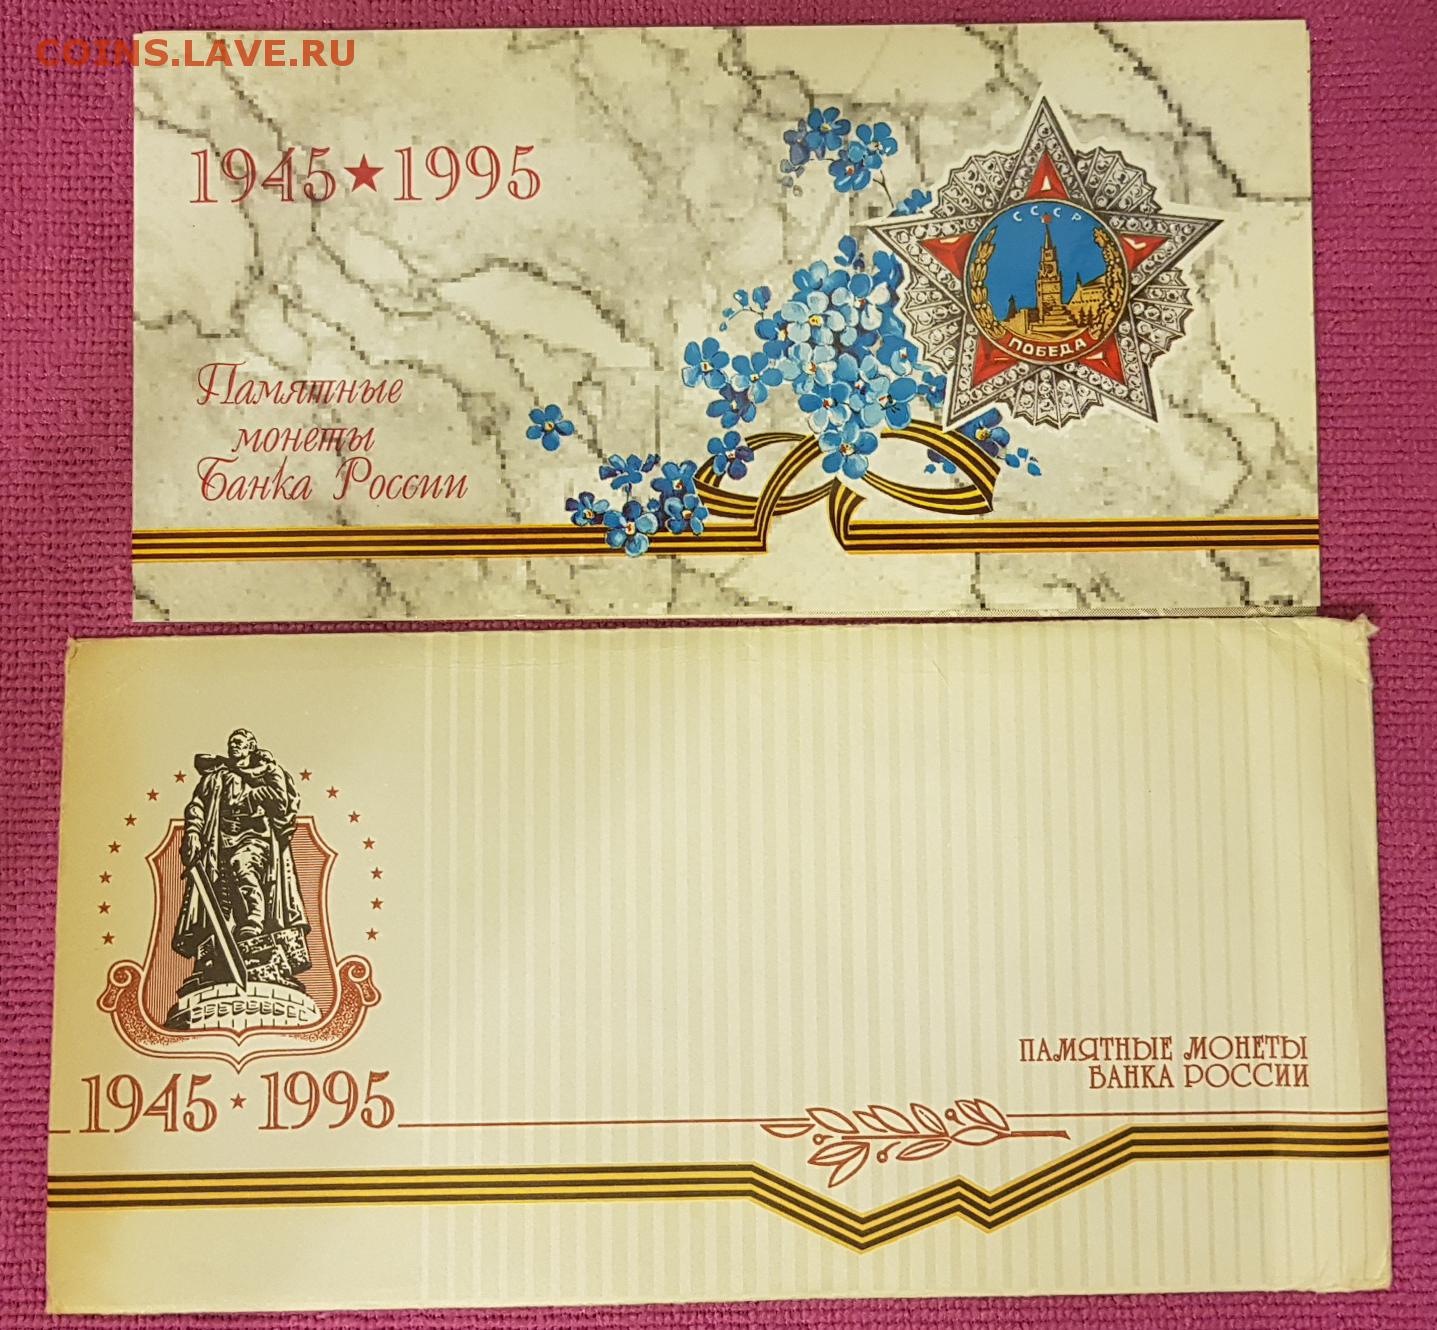 COINS.LAVE.RU
1945★1995
СССР
ПОБЕДА
Памятные
монеты
Банка России
ПАМЯТНЫЕ МОНЕТЫ
БАНКА РОССИИ
1945★1995